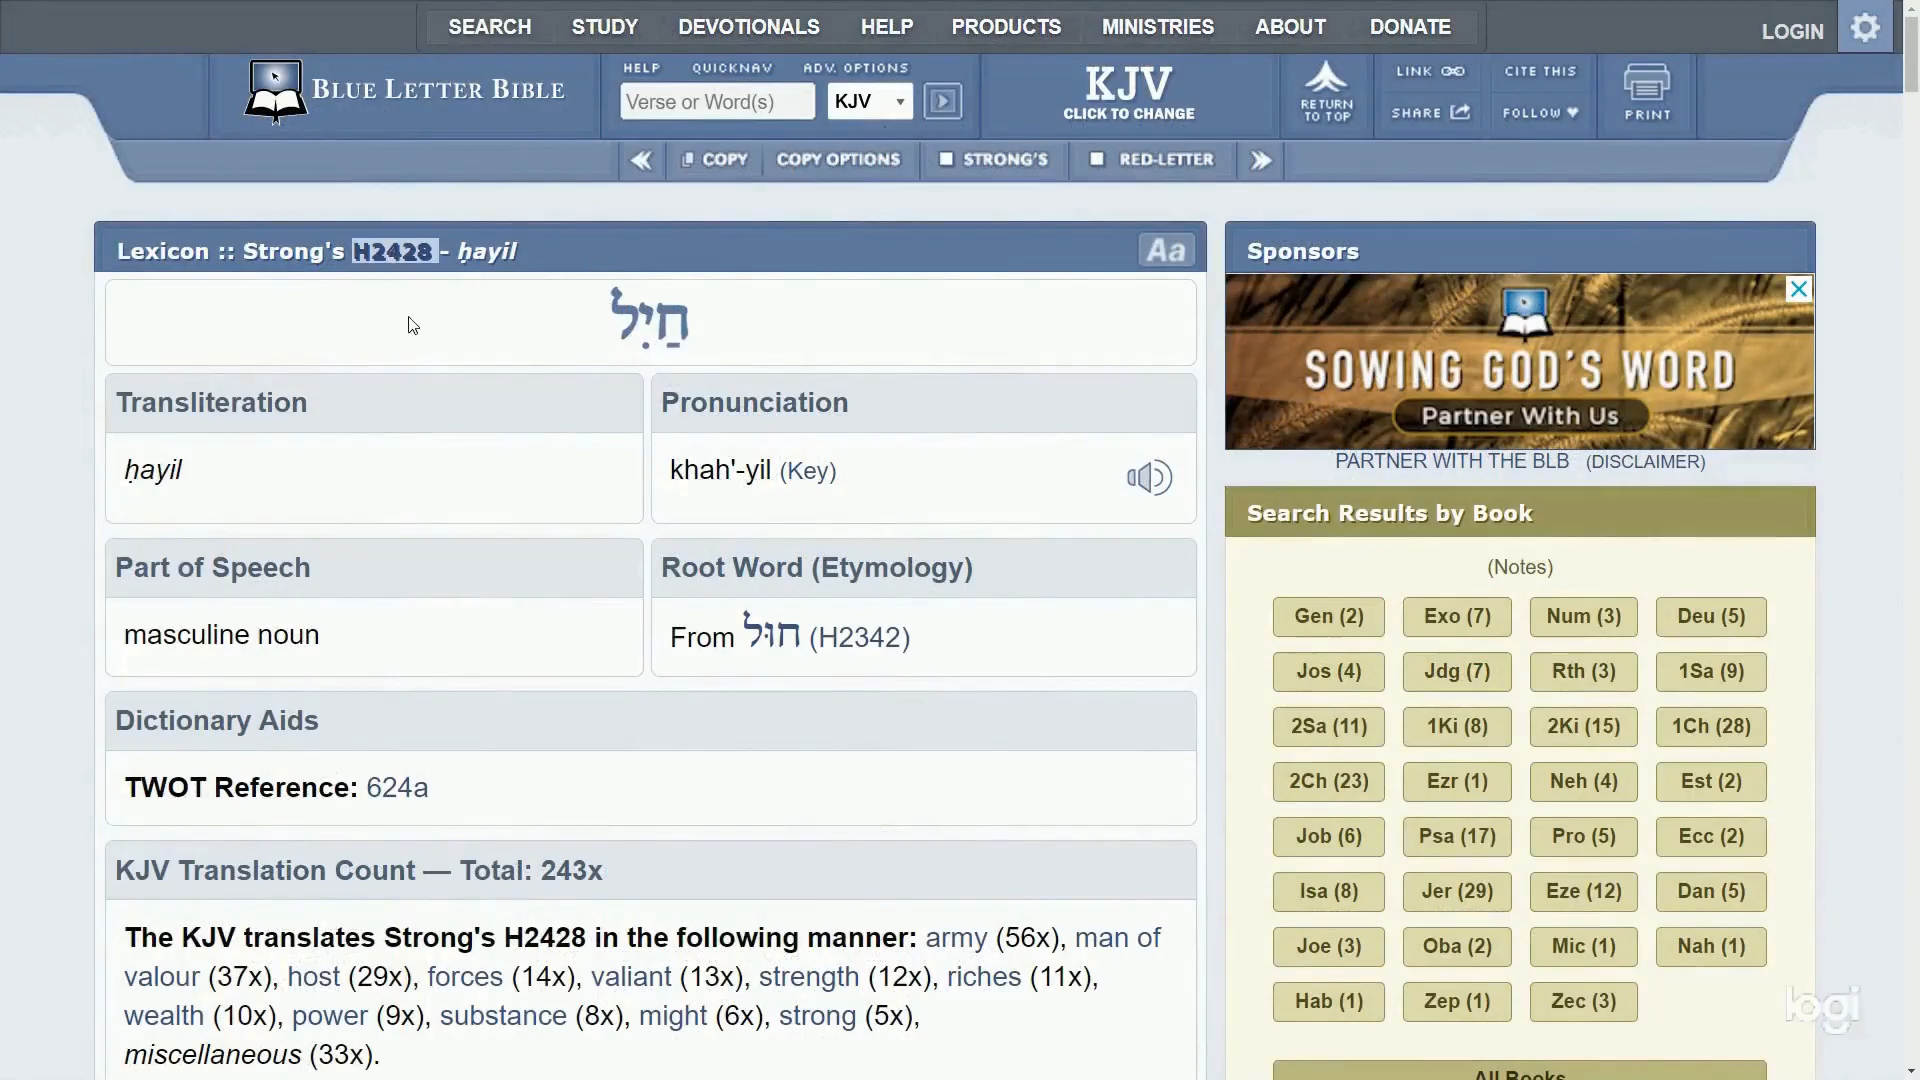 SEARCH STUDY DEVOTIONALS HELP PRODUCTS MINISTRIES ABOUT DONATE LOGIN
BLUE LETTER BIBLE
HELP QUICKNAV ADV. OPTIONS
Verse or Word(s) KJV
KJV
CLICK TO CHANGE
RETURN
TO TOP
LINK CITE THIS
SHARE FOLLOW
PRINT
COPY COPY OPTIONS STRONG'S RED-LETTER
Lexicon :: Strong's H2428 - ḥayil Aa
חַיִל
Transliteration
ḥayil
Pronunciation
khah'-yil (Key)
Part of Speech
masculine noun
Root Word (Etymology)
From חוּל (H2342)
Dictionary Aids
TWOT Reference: 624a
KJV Translation Count — Total: 243x
The KJV translates Strong's H2428 in the following manner: army (56x), man of
valour (37x), host (29x), forces (14x), valiant (13x), strength (12x), riches (11x),
wealth (10x), power (9x), substance (8x), might (6x), strong (5x),
miscellaneous (33x).
Sponsors
SOWING GOD'S WORD
Partner With Us
PARTNER WITH THE BLB (DISCLAIMER)
Search Results by Book
(Notes)
Gen (2) Exo (7) Num (3) Deu (5)
Jos (4) Jdg (7) Rth (3) 1Sa (9)
2Sa (11) 1Ki (8) 2Ki (15) 1Ch (28)
2Ch (23) Ezr (1) Neh (4) Est (2)
Job (6) Psa (17) Pro (5) Ecc (2)
Isa (8) Jer (29) Eze (12) Dan (5)
Joe (3) Oba (2) Mic (1) Nah (1)
Hab (1) Zep (1) Zec (3)
All Books
logi